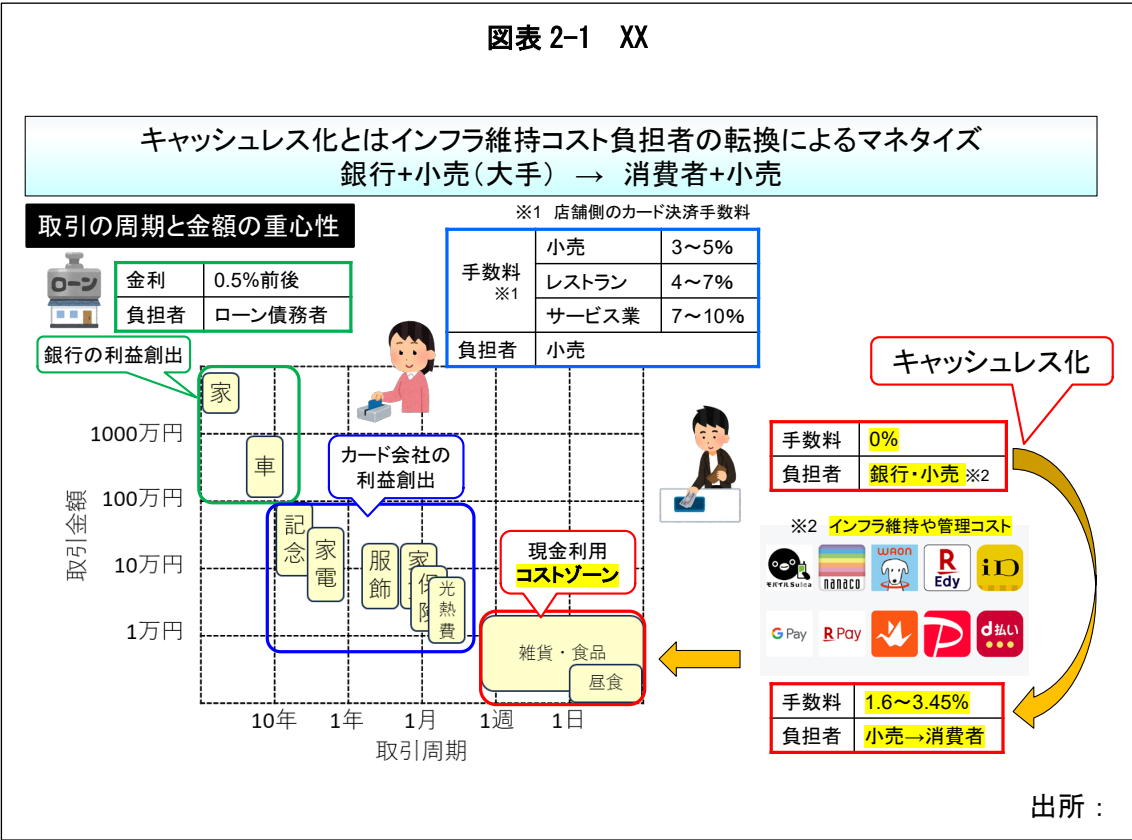 図表 2-1 XX
キャッシュレス化とはインフラ維持コスト負担者の転換によるマネタイズ
銀行+小売(大手) → 消費者+小売
取引の周期と金額の重心性
ローン
金利 0.5%前後
負担者 ローン債務者
※1 店舗側のカード決済手数料
手数料 ※1
小売 3~5%
レストラン 4~7%
サービス業 7~10%
負担者 小売
銀行の利益創出
カード会社の
利益創出
現金利用
コストゾーン
キャッシュレス化
取引金額
1000万円
100万円
10万円
1万円
家
車
記念
家電
服飾
家
保険
光熱費
雑貨・食品
昼食
10年 1年 1月 1週 1日
取引周期
手数料 0%
負担者 銀行・小売 ※2
※2 インフラ維持や管理コスト
モバイルSuica
nanaco
WAON
R Edy
iD
G Pay
R Pay
d払い
手数料 1.6~3.45%
負担者 小売→消費者
出所：